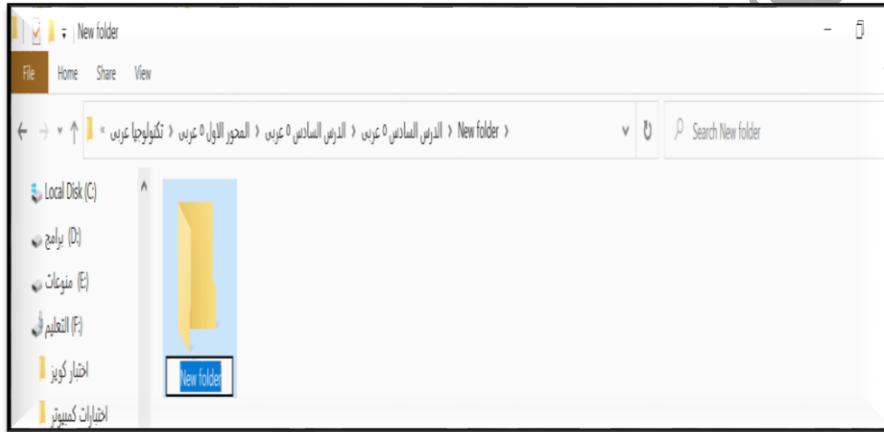 New folder
File Home Share View
« تكنولوجيا عربى › المحور الاول ٥ عربى › الدرس السادس ٥ عربى › الدرس السادس ٥ عربى › New folder ›
Search New folder
Local Disk (C:)
برامج (D:)
منوعات (E:)
التعليم (F:)
اختبار كويز
اختبارات كمبيوتر
New folder